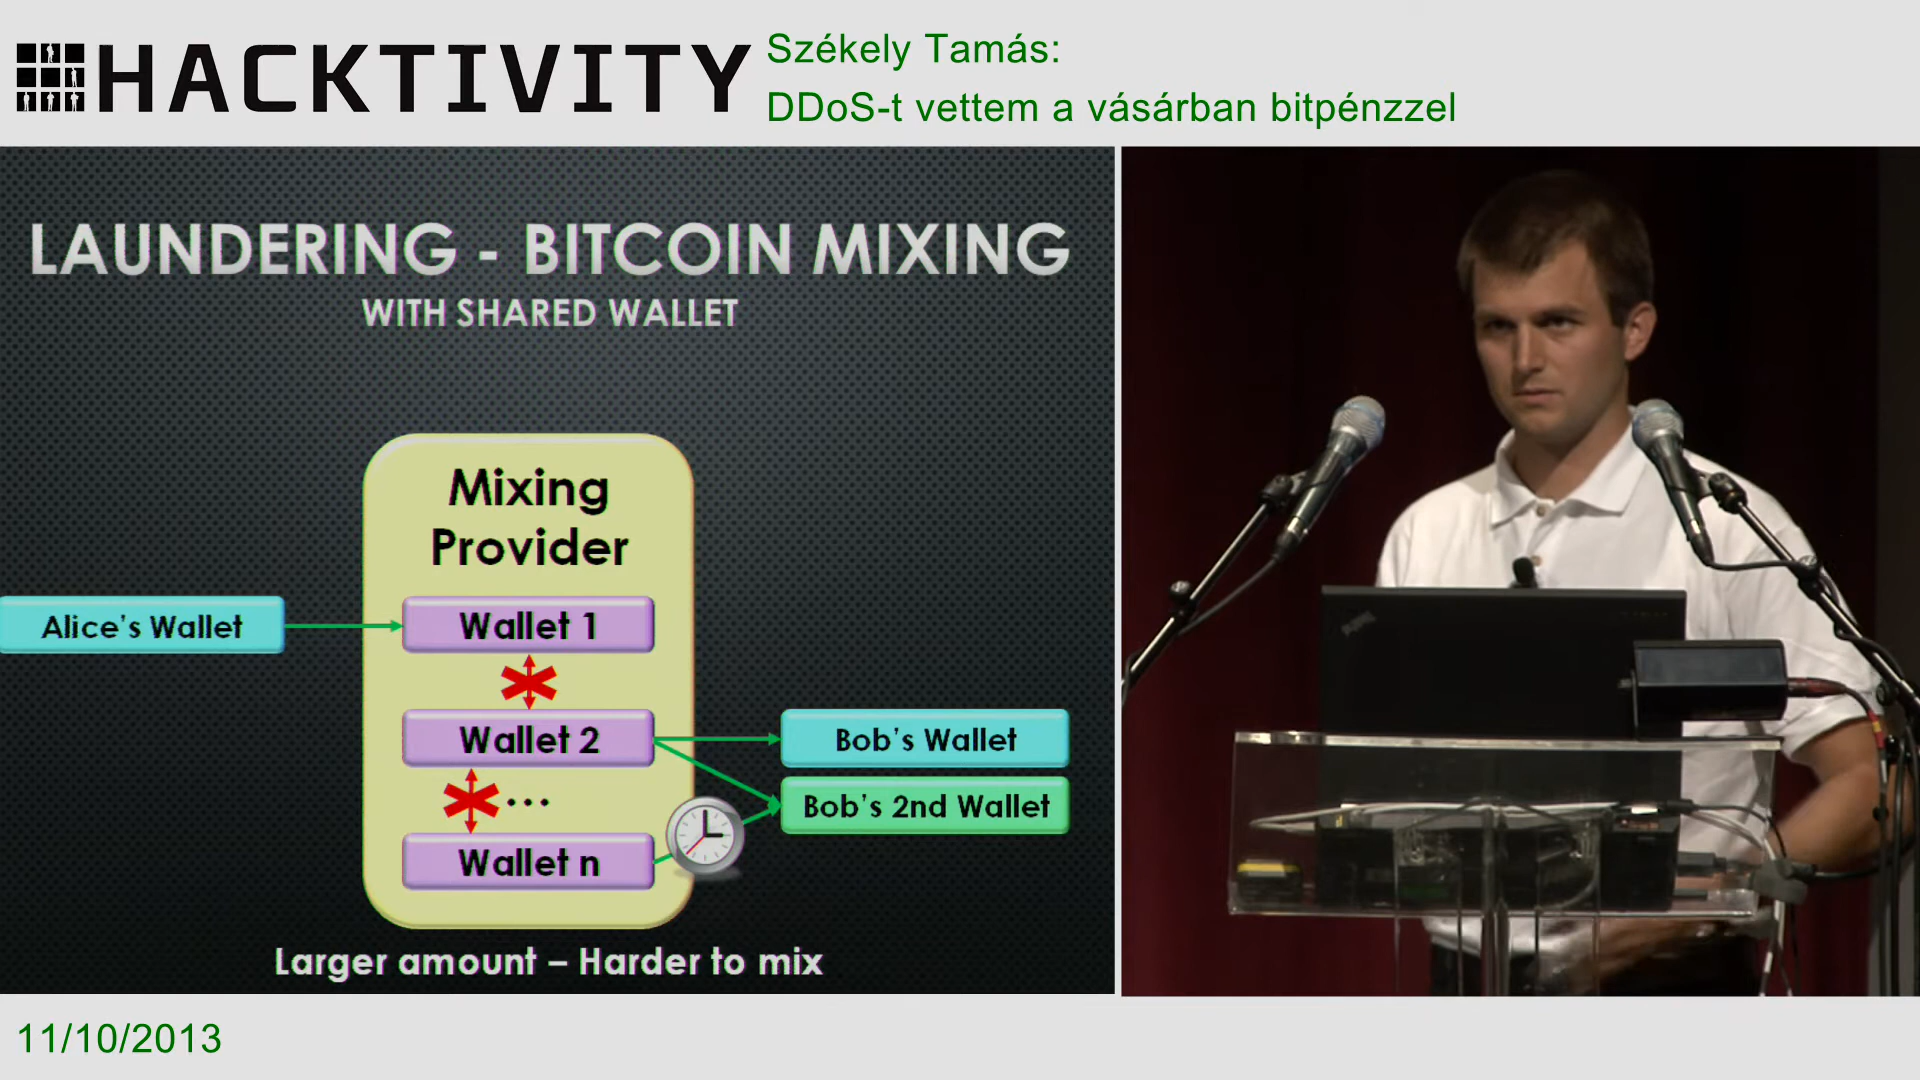 HACKTIVITY
Székely Tamás:
DDoS-t vettem a vásárban bitpénzzel
LAUNDERING - BITCOIN MIXING
WITH SHARED WALLET
Mixing
Provider
Alice's Wallet
Wallet 1
Wallet 2
Bob's Wallet
...
Bob's 2nd Wallet
Wallet n
Larger amount – Harder to mix
11/10/2013